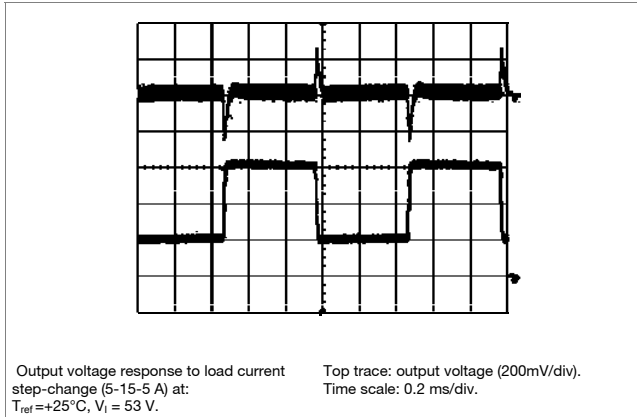 Output voltage response to load current
step-change (5-15-5 A) at:
Tref =+25°C, VI = 53 V.
Top trace: output voltage (200mV/div).
Time scale: 0.2 ms/div.